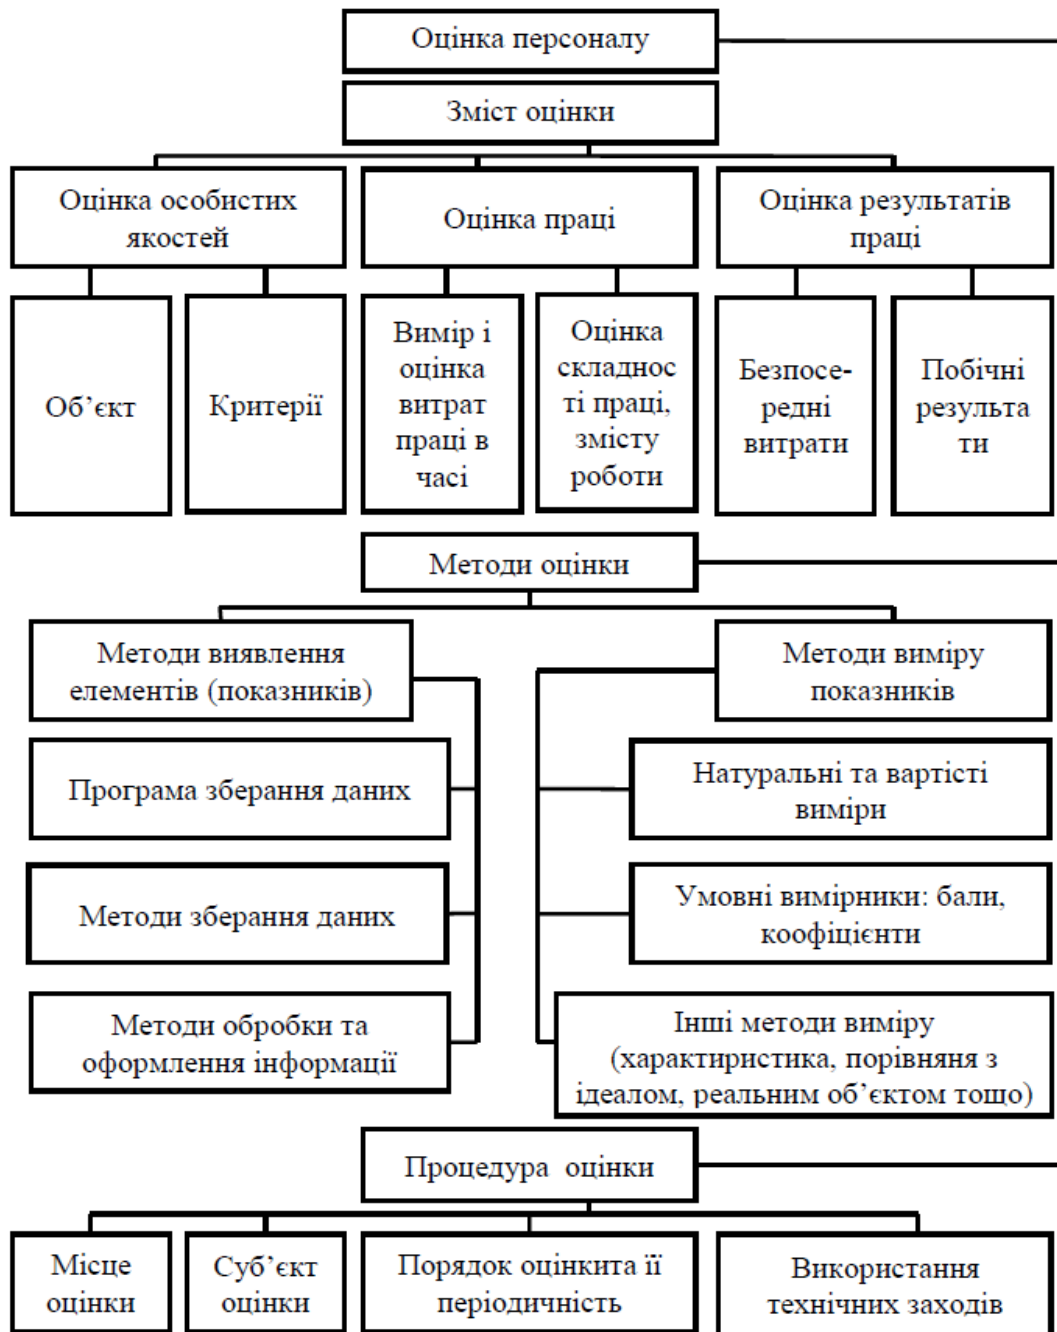 Оцінка персоналу
Зміст оцінки
Оцінка особистих
якостей
Оцінка праці
Оцінка результатів
праці
Об’єкт
Критерії
Вимір і
оцінка
витрат
праці в
часі
Оцінка
складнос
ті праці,
змісту
роботи
Безпосе-
редні
витрати
Побічні
результа
ти
Методи оцінки
Методи виявлення
елементів (показників)
Методи виміру
показників
Програма зберання даних
Натуральні та вартісті
виміри
Методи зберання даних
Умовні вимірники: бали,
коофіцієнти
Методи обробки та
оформлення інформації
Інші методи виміру
(характиристика, порівняня з
ідеалом, реальним об’єктом тощо)
Процедура оцінки
Місце
оцінки
Суб’єкт
оцінки
Порядок оцінкита її
періодичність
Використання
технічних заходів